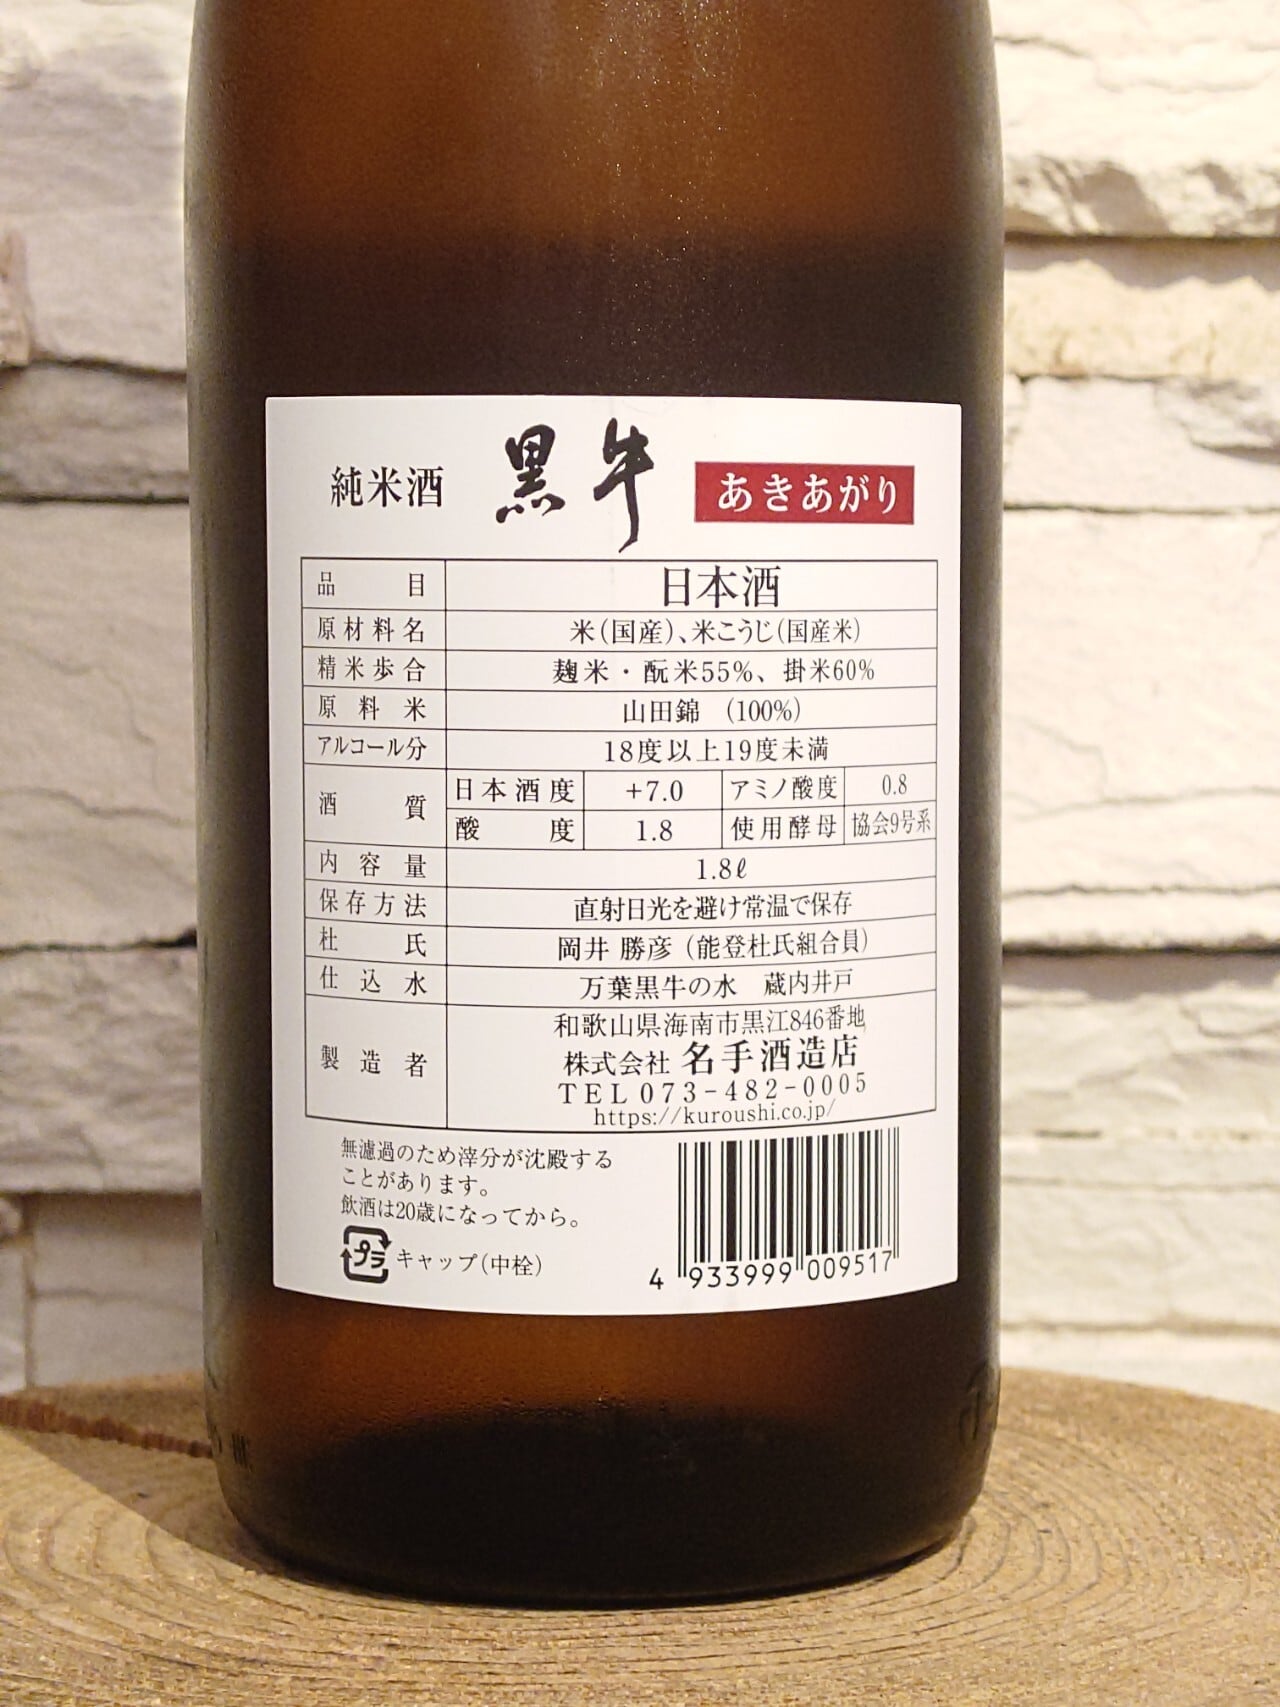 純米酒 黒牛 あきあがり
品目 日本酒
原材料名 米（国産）、米こうじ（国産米）
精米歩合 麹米・酛米55%、掛米60%
原料米 山田錦 （100%）
アルコール分 18度以上19度未満
酒質 日本酒度 +7.0 アミノ酸度 0.8
酸度 1.8 使用酵母 協会9号系
内容量 1.8ℓ
保存方法 直射日光を避け常温で保存
杜氏 岡井 勝彦（能登杜氏組合員）
仕込水 万葉黒牛の水 蔵内井戸
製造者 和歌山県海南市黒江846番地
株式会社 名手酒造店
TEL 073-482-0005
https://kuroushi.co.jp/
無濾過のため滓分が沈殿する
ことがあります。
飲酒は20歳になってから。
プラ キャップ（中栓）
4 933999 009517